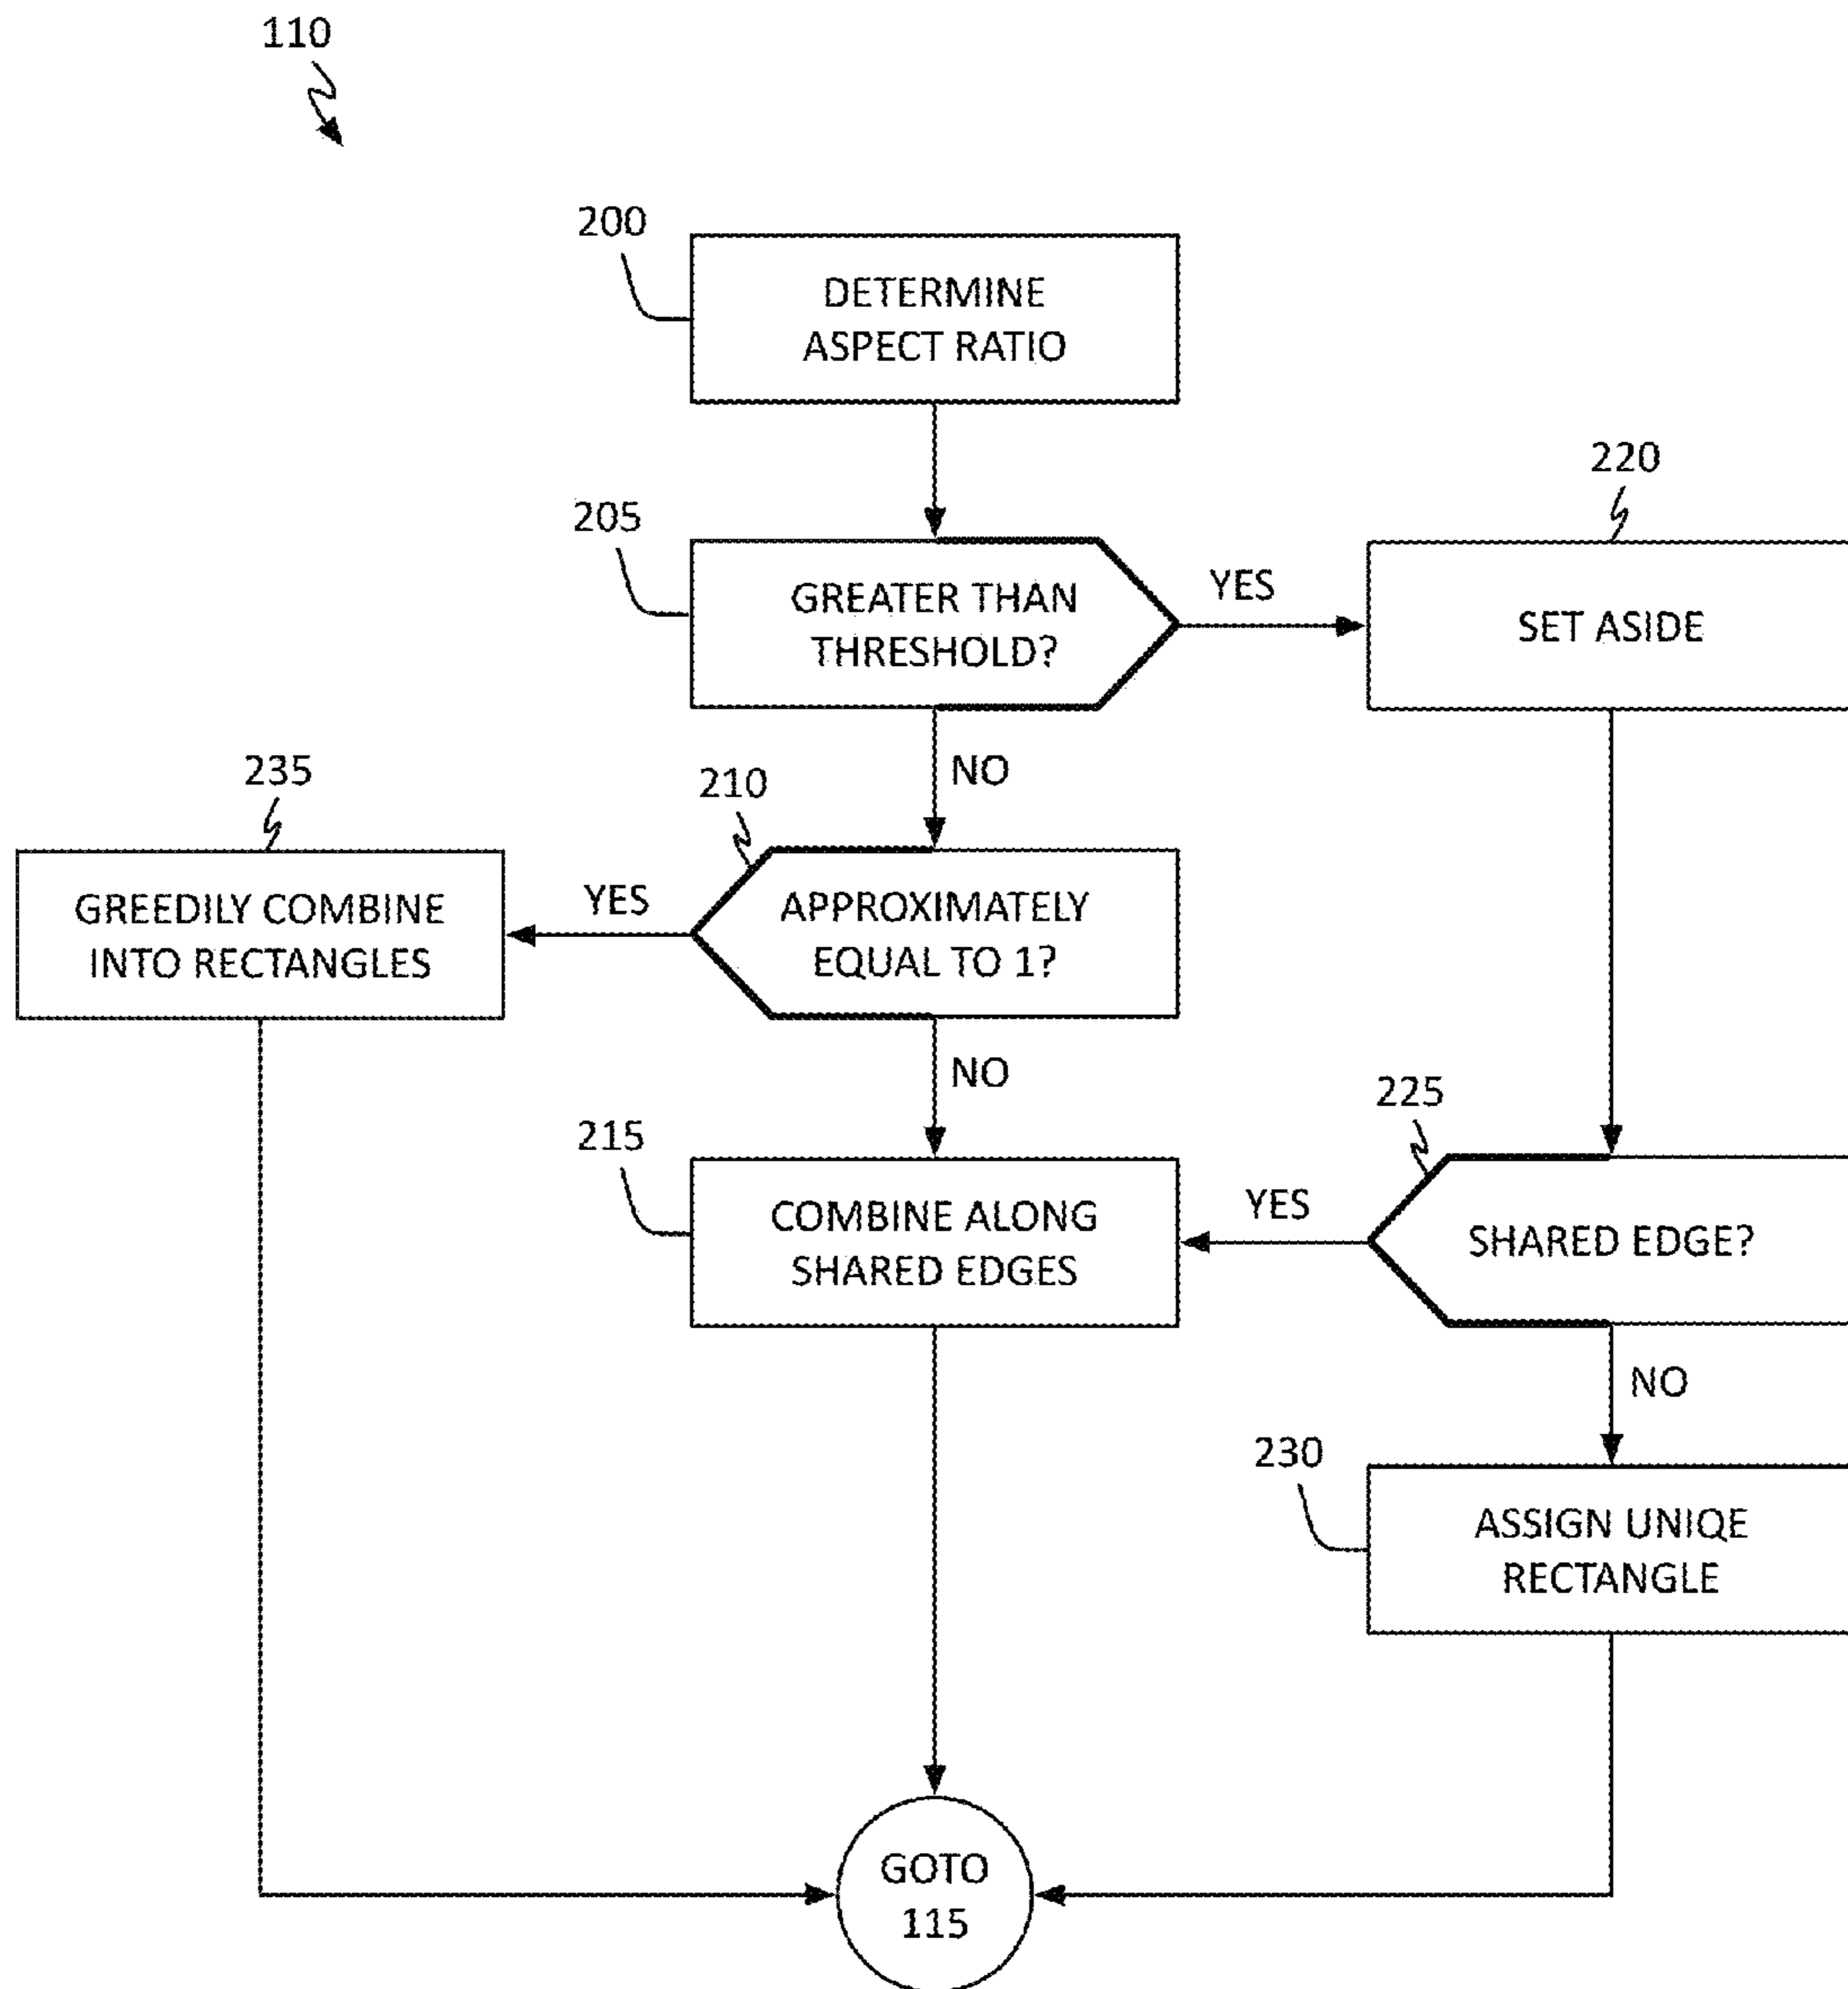 110
200
DETERMINE
ASPECT RATIO
220
205
GREATER THAN
THRESHOLD?
YES
SET ASIDE
NO
235
210
GREEDILY COMBINE
INTO RECTANGLES
YES
APPROXIMATELY
EQUAL TO 1?
NO
225
215
COMBINE ALONG
SHARED EDGES
YES
SHARED EDGE?
NO
230
ASSIGN UNIQE
RECTANGLE
GOTO
115